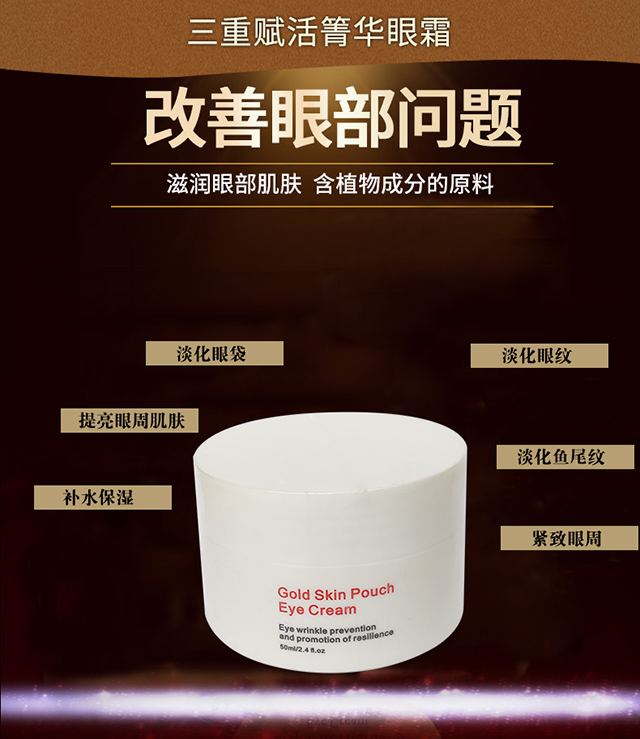 三重赋活箐华眼霜
改善眼部问题
滋润眼部肌肤 含植物成分的原料
淡化眼袋
淡化眼纹
提亮眼周肌肤
淡化鱼尾纹
补水保湿
紧致眼周
Gold Skin Pouch
Eye Cream
Eye wrinkle prevention
and promotion of resilience
50ml/2.4 fl.oz